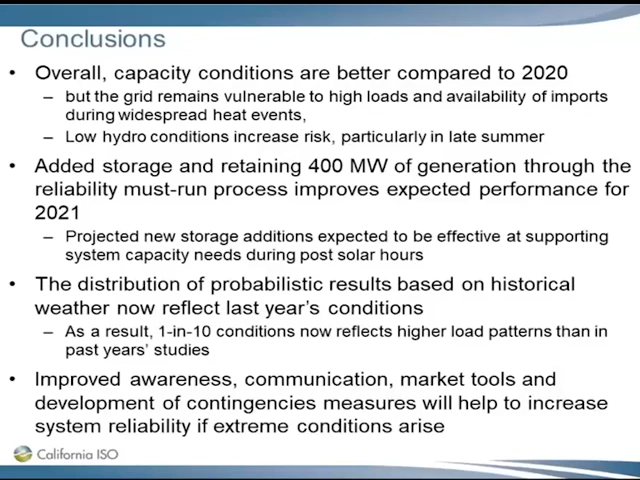 Conclusions
• Overall, capacity conditions are better compared to 2020
– but the grid remains vulnerable to high loads and availability of imports
during widespread heat events,
– Low hydro conditions increase risk, particularly in late summer
• Added storage and retaining 400 MW of generation through the
reliability must-run process improves expected performance for
2021
– Projected new storage additions expected to be effective at supporting
system capacity needs during post solar hours
• The distribution of probabilistic results based on historical
weather now reflect last year's conditions
– As a result, 1-in-10 conditions now reflects higher load patterns than in
past years' studies
• Improved awareness, communication, market tools and
development of contingencies measures will help to increase
system reliability if extreme conditions arise
California ISO